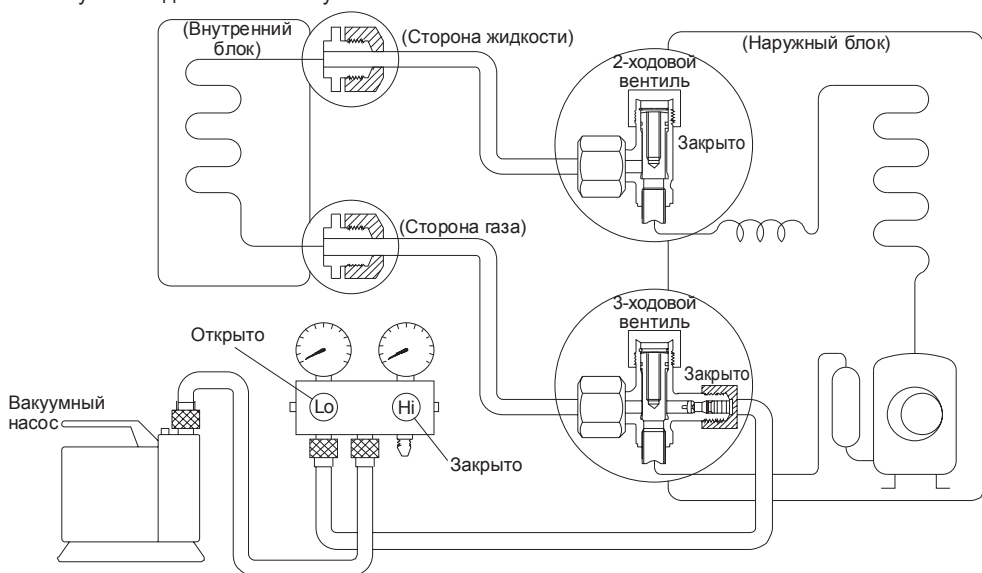 (Внутренний
блок)
(Сторона жидкости)
2-ходовой
вентиль
(Наружный блок)
Закрыто
(Сторона газа)
3-ходовой
вентиль
Открыто
Закрыто
Lo
Hi
Вакуумный
насос
Закрыто